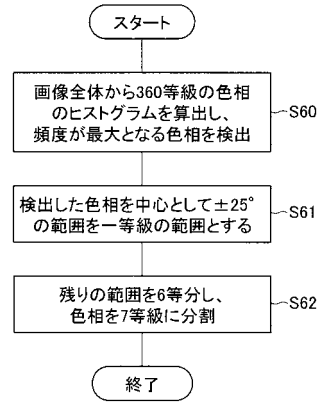 スタート
画像全体から360等級の色相
のヒストグラムを算出し、
頻度が最大となる色相を検出
S60
検出した色相を中心として±25°
の範囲を一等級の範囲とする
S61
残りの範囲を6等分し、
色相を7等級に分割
S62
終了